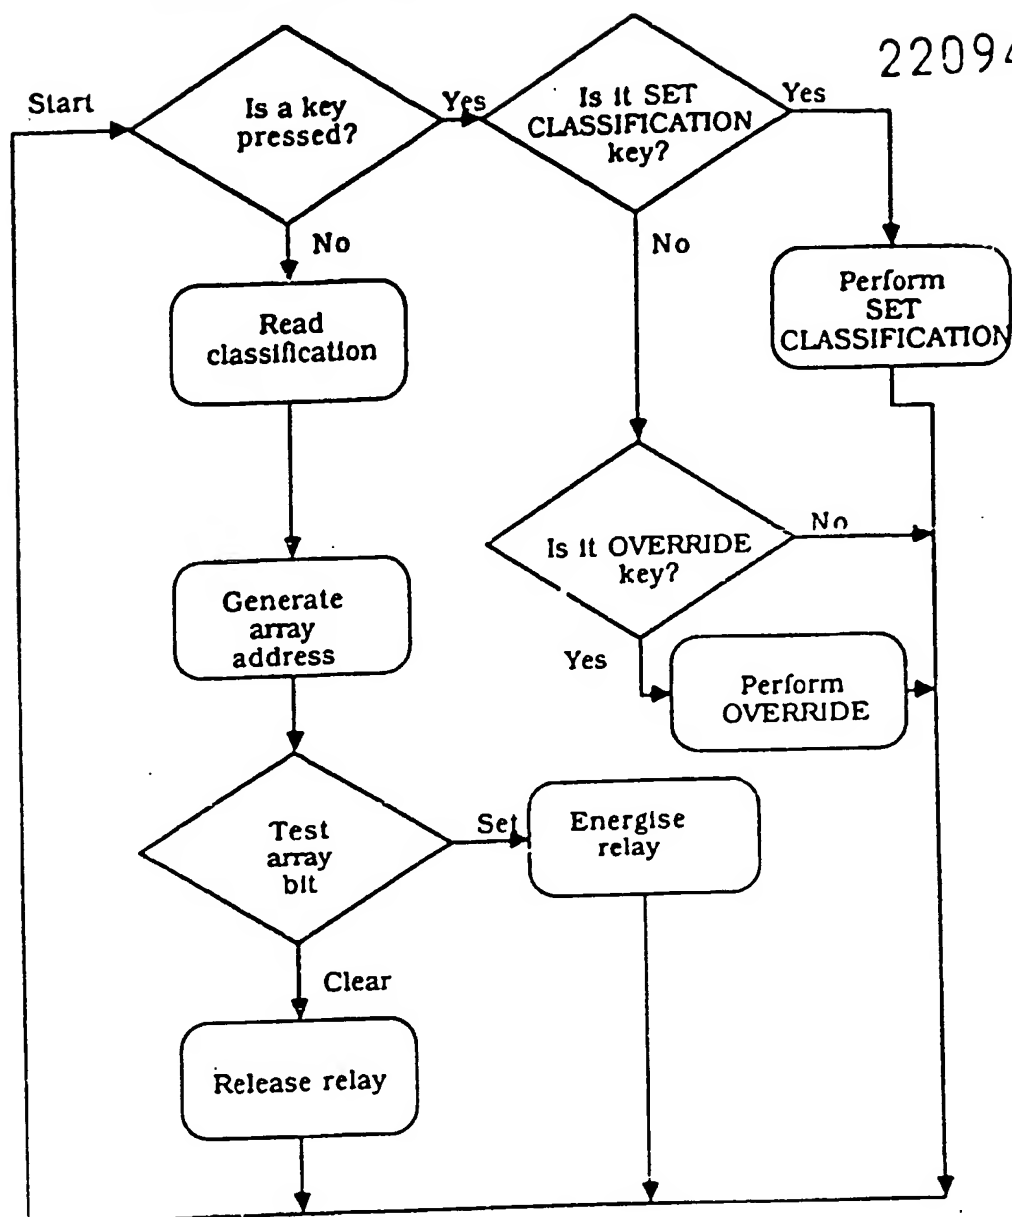 22094
Start
Is a key
pressed?
Yes
Is it SET
CLASSIFICATION
key?
Yes
No
No
Perform
SET
CLASSIFICATION
Read
classification
Is it OVERRIDE
key?
No
Generate
array
address
Yes
Perform
OVERRIDE
Test
array
bit
Set
Energise
relay
Clear
Release relay